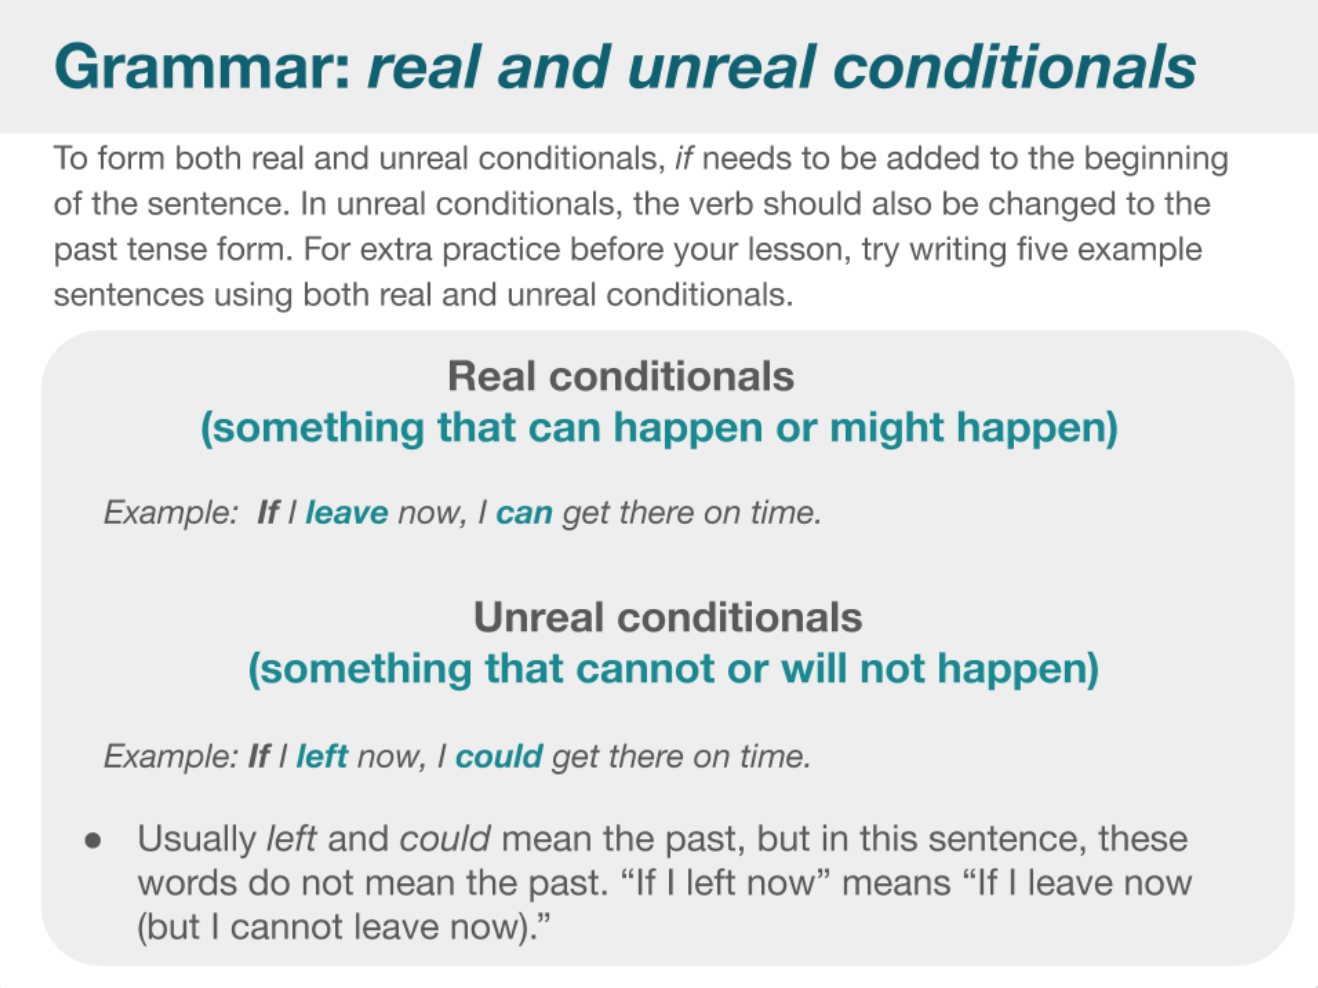 Grammar: real and unreal conditionals
To form both real and unreal conditionals, if needs to be added to the beginning
of the sentence. In unreal conditionals, the verb should also be changed to the
past tense form. For extra practice before your lesson, try writing five example
sentences using both real and unreal conditionals.
Real conditionals
(something that can happen or might happen)
Example: If I leave now, I can get there on time.
Unreal conditionals
(something that cannot or will not happen)
Example: If I left now, I could get there on time.
● Usually left and could mean the past, but in this sentence, these
words do not mean the past. “If I left now” means “If I leave now
(but I cannot leave now).”